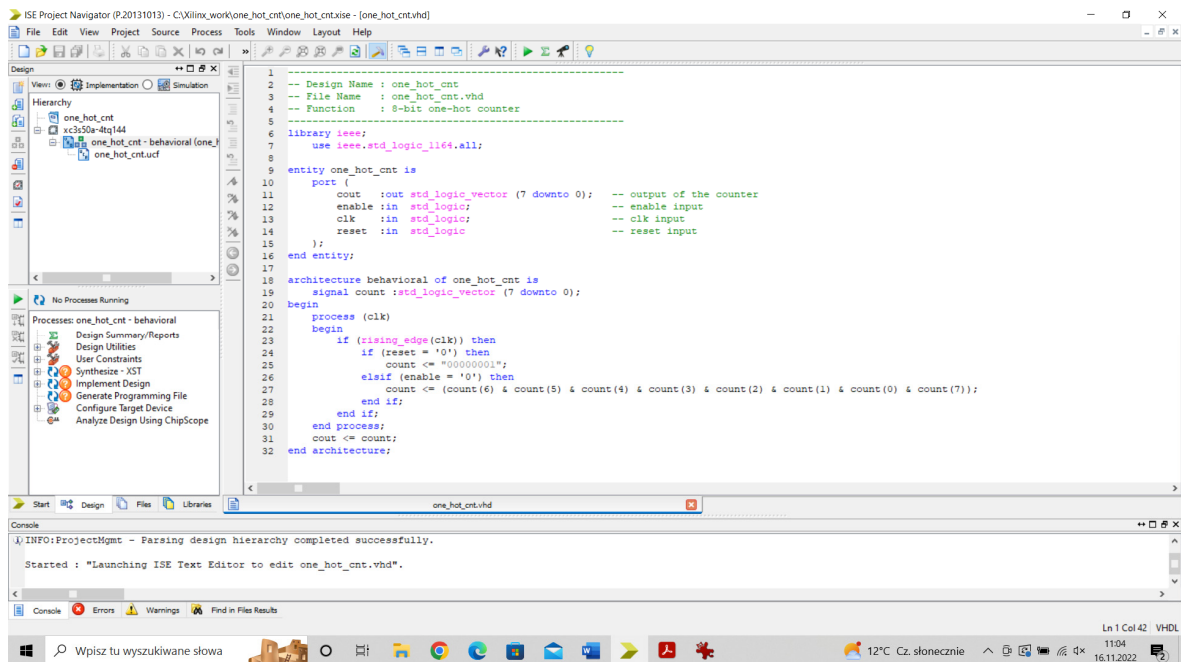 ISE Project Navigator (P.20131013) - C:\Xilinx_work\one_hot_cnt\one_hot_cnt.xise - [one_hot_cnt.vhd]
File Edit View Project Source Process Tools Window Layout Help
Design
View: Implementation Simulation
Hierarchy
one_hot_cnt
xc3s50a-4tq144
one_hot_cnt - behavioral (one_h
one_hot_cnt.ucf
No Processes Running
Processes: one_hot_cnt - behavioral
Design Summary/Reports
Design Utilities
User Constraints
Synthesize - XST
Implement Design
Generate Programming File
Configure Target Device
Analyze Design Using ChipScope
Start Design Files Libraries
1 ---------------------------------------------------------
2 -- Design Name : one_hot_cnt
3 -- File Name : one_hot_cnt.vhd
4 -- Function : 8-bit one-hot counter
5 ---------------------------------------------------------
6 library ieee;
7 use ieee.std_logic_1164.all;
8
9 entity one_hot_cnt is
10 port (
11 cout :out std_logic_vector (7 downto 0); -- output of the counter
12 enable :in std_logic; -- enable input
13 clk :in std_logic; -- clk input
14 reset :in std_logic -- reset input
15 );
16 end entity;
17
18 architecture behavioral of one_hot_cnt is
19 signal count :std_logic_vector (7 downto 0);
20 begin
21 process (clk)
22 begin
23 if (rising_edge(clk)) then
24 if (reset = '0') then
25 count <= "00000001";
26 elsif (enable = '0') then
27 count <= (count(6) & count(5) & count(4) & count(3) & count(2) & count(1) & count(0) & count(7));
28 end if;
29 end if;
30 end process;
31 cout <= count;
32 end architecture;
one_hot_cnt.vhd
Console
INFO:ProjectMgmt - Parsing design hierarchy completed successfully.
Started : "Launching ISE Text Editor to edit one_hot_cnt.vhd".
Console Errors Warnings Find in Files Results
Ln 1 Col 42 VHDL
Wpisz tu wyszukiwane słowa
12°C Cz. słonecznie
11:04
16.11.2022
2